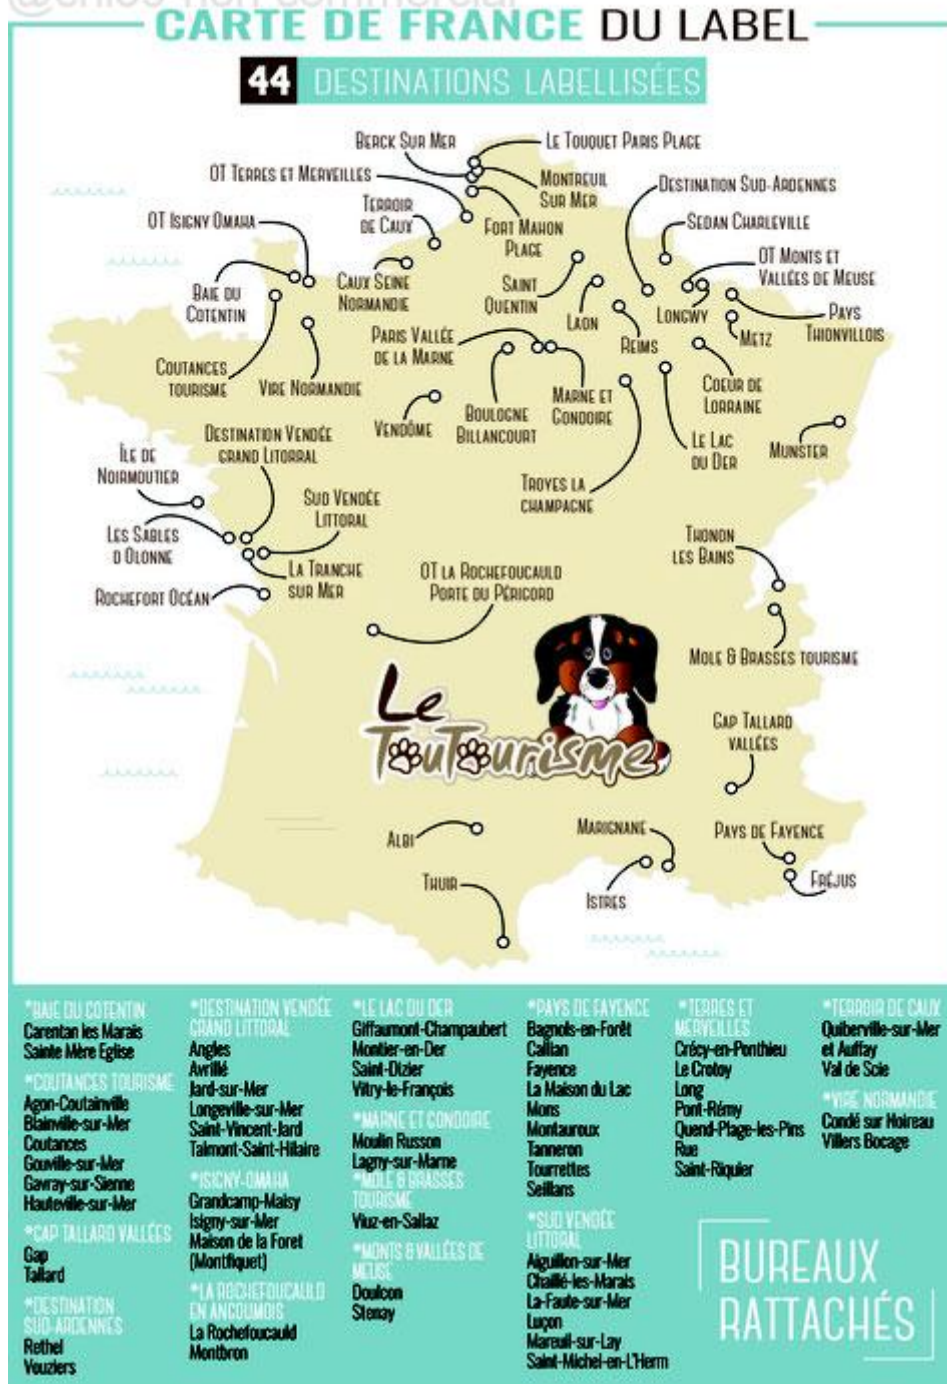 CARTE DE FRANCE DU LABEL
44 DESTINATIONS LABELLISÉES
BERCK SUR MER
LE TOUQUET PARIS PLAGE
OT TERRES ET MERVEILLES
MONTREUIL
SUR MER
DESTINATION SUD-ARDENNES
TERROIR
DE CAUX
FORT MAHON
PLAGE
SEDAN CHARLEVILLE
OT ISIGNY OMAHA
OT MONTS ET
VALLÉES DE MEUSE
BAIE DU
COTENTIN
CAUX SEINE
NORMANDIE
SAINT
QUENTIN
LAON
LONGWY
PAYS
THIONVILLOIS
PARIS VALLÉE
DE LA MARNE
REIMS
METZ
COUTANCES
TOURISME
VIRE NORMANDIE
COEUR DE
LORRAINE
VENDÔME
BOULOGNE
BILLANCOURT
MARNE ET
GONDOIRE
LE LAC
DU DER
MUNSTER
DESTINATION VENDÉE
GRAND LITORRAL
ÎLE DE
NOIRMOUTIER
SUD VENDÉE
LITTORAL
TROYES LA
CHAMPAGNE
LES SABLES
D OLONNE
THONON
LES BAINS
LA TRANCHE
SUR MER
OT LA ROCHEFOUCAULD
PORTE DU PÉRIGORD
ROCHEFORT OCÉAN
MOLE & BRASSES TOURISME
Le
TouTourisme
GAP TALLARD
VALLÉES
ALBI
MARIGNANE
PAYS DE FAYENCE
THUIR
ISTRES
FRÉJUS
*BAIE DU COTENTIN
Carentan les Marais
Sainte Mère Eglise
*COUTANCES TOURISME
Agon-Coutainville
Blainville-sur-Mer
Coutances
Gouville-sur-Mer
Gavray-sur-Sienne
Hauteville-sur-Mer
*GAP TALLARD VALLÉES
Gap
Tallard
*DESTINATION
SUD-ARDENNES
Rethel
Vouziers
*DESTINATION VENDÉE
GRAND LITTORAL
Angles
Avrillé
Jard-sur-Mer
Longeville-sur-Mer
Saint-Vincent-Jard
Talmont-Saint-Hilaire
*ISIGNY-OMAHA
Grandcamp-Maisy
Isigny-sur-Mer
Maison de la Foret
(Montfiquet)
*LA ROCHEFOUCAULD
EN ANGOUMOIS
La Rochefoucauld
Montbron
*LE LAC DU DER
Giffaumont-Champaubert
Montier-en-Der
Saint-Dizier
Vitry-le-François
*MARNE ET GONDOIRE
Moulin Russon
Lagny-sur-Marne
*MOLE & BRASSES
TOURISME
Viuz-en-Sallaz
*MONTS & VALLÉES DE
MEUSE
Doulcon
Stenay
*PAYS DE FAYENCE
Bagnols-en-Forêt
Callian
Fayence
La Maison du Lac
Mons
Montauroux
Tanneron
Tourrettes
Seillans
*SUD VENDÉE
LITTORAL
Aiguillon-sur-Mer
Chaillé-les-Marais
La-Faute-sur-Mer
Luçon
Mareuil-sur-Lay
Saint-Michel-en-L'Herm
*TERRES ET
MERVEILLES
Crécy-en-Ponthieu
Le Crotoy
Long
Pont-Rémy
Quend-Plage-les-Pins
Rue
Saint-Riquier
*TERROIR DE CAUX
Quiberville-sur-Mer
et Auffay
Val de Scie
*VIRE NORMANDIE
Condé sur Noireau
Villers Bocage
BUREAUX
RATTACHÉS